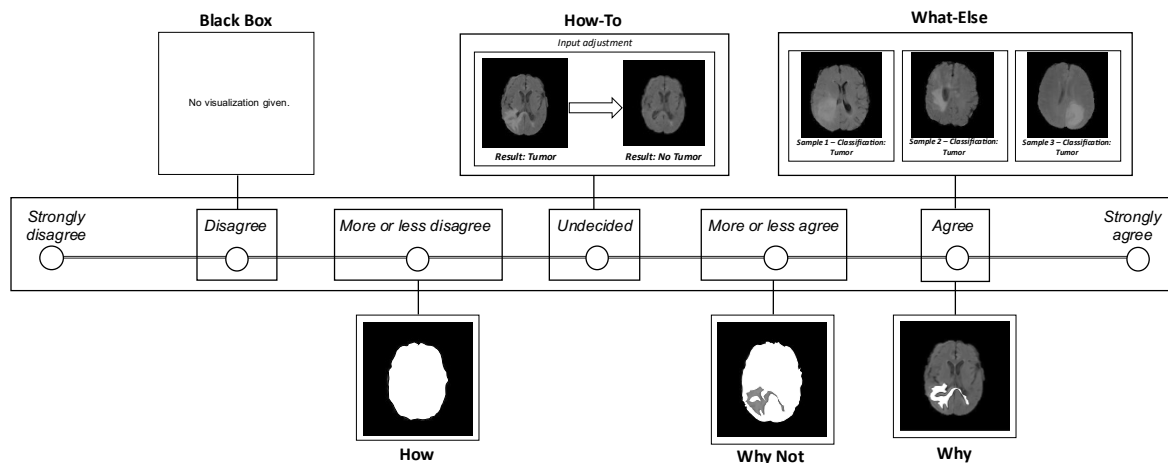 Black Box
How-To
What-Else
No visualization given.
Input adjustment
Result: Tumor
Result: No Tumor
Sample 1 – Classification:
Tumor
Sample 2 – Classification:
Tumor
Sample 3 – Classification:
Tumor
Strongly
disagree
Disagree
More or less disagree
Undecided
More or less agree
Agree
Strongly
agree
How
Why Not
Why